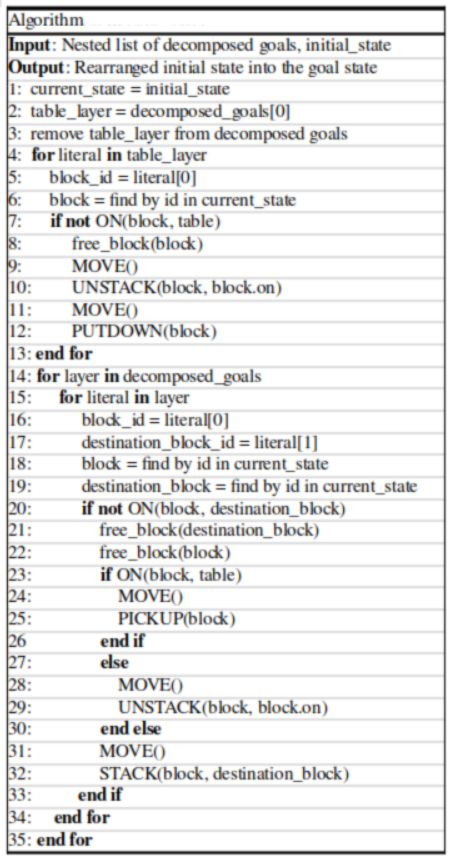 Algorithm
Input: Nested list of decomposed goals, initial_state
Output: Rearranged initial state into the goal state
1: current_state = initial_state
2: table_layer = decomposed_goals[0]
3: remove table_layer from decomposed goals
4: for literal in table_layer
5: block_id = literal[0]
6: block = find by id in current_state
7: if not ON(block, table)
8: free_block(block)
9: MOVE()
10: UNSTACK(block, block.on)
11: MOVE()
12: PUTDOWN(block)
13: end for
14: for layer in decomposed_goals
15: for literal in layer
16: block_id = literal[0]
17: destination_block_id = literal[1]
18: block = find by id in current_state
19: destination_block = find by id in current_state
20: if not ON(block, destination_block)
21: free_block(destination_block)
22: free_block(block)
23: if ON(block, table)
24: MOVE()
25: PICKUP(block)
26 end if
27: else
28: MOVE()
29: UNSTACK(block, block.on)
30: end else
31: MOVE()
32: STACK(block, destination_block)
33: end if
34: end for
35: end for